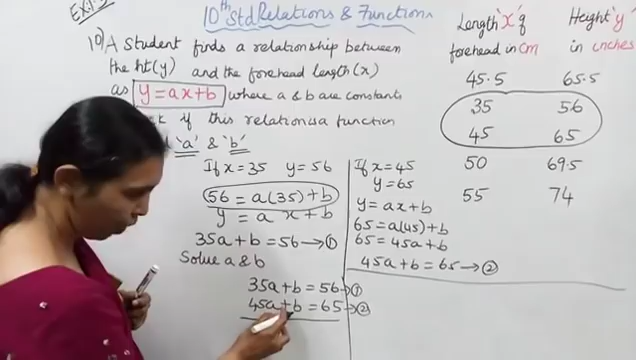 Ex 1.3
10th Std Relations & Functions
10) A student finds a relationship between
the ht(y) and the forehead length(x)
as y = ax+b where a & b are constants
if this relation is a function
'a' & 'b'
Length 'x' of
forehead in cm
Height 'y'
in inches
45.5 65.5
35 56
45 65
50 69.5
55 74
If x = 35 y = 56
56 = a(35) + b
y = a x + b
35a + b = 56 → ①
Solve a & b
35a + b = 56 → ①
45a + b = 65 → ②
If x = 45
y = 65
y = ax + b
65 = a(45) + b
65 = 45a + b
45a + b = 65 → ②